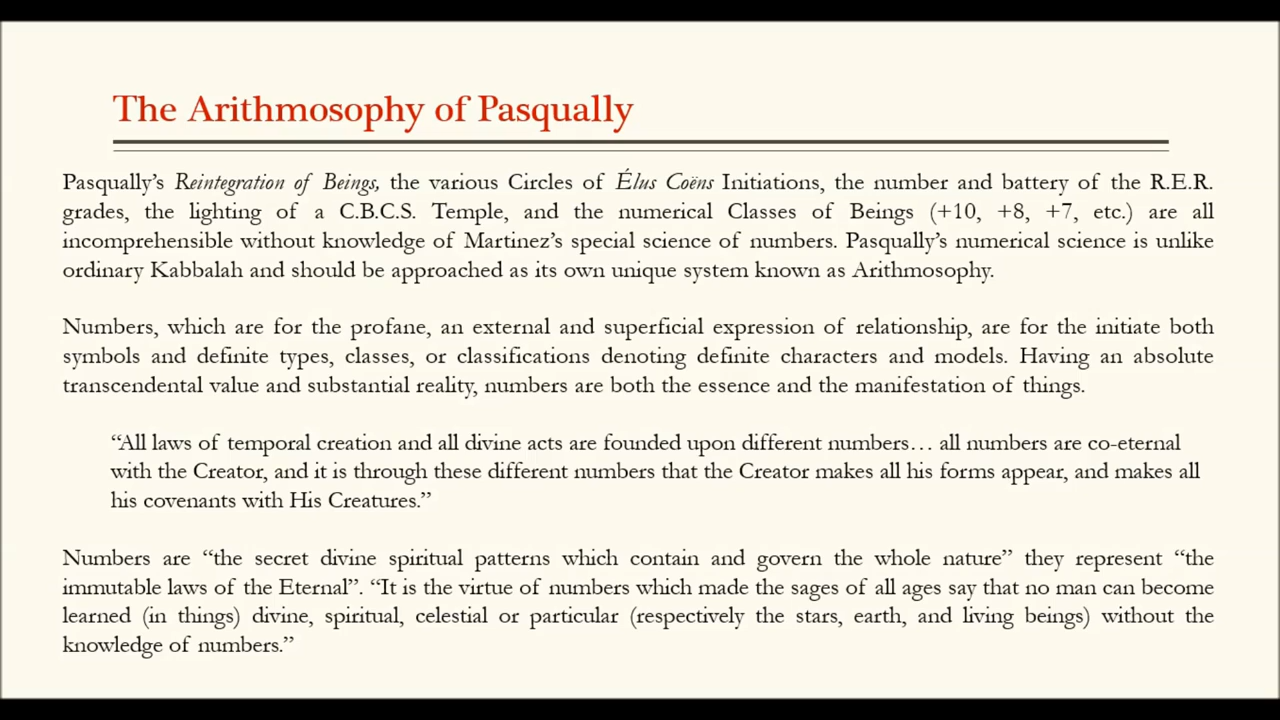 The Arithmosophy of Pasqually
Pasqually’s Reintegration of Beings, the various Circles of Élus Coëns Initiations, the number and battery of the R.E.R.
grades, the lighting of a C.B.C.S. Temple, and the numerical Classes of Beings (+10, +8, +7, etc.) are all
incomprehensible without knowledge of Martinez’s special science of numbers. Pasqually’s numerical science is unlike
ordinary Kabbalah and should be approached as its own unique system known as Arithmosophy.
Numbers, which are for the profane, an external and superficial expression of relationship, are for the initiate both
symbols and definite types, classes, or classifications denoting definite characters and models. Having an absolute
transcendental value and substantial reality, numbers are both the essence and the manifestation of things.
“All laws of temporal creation and all divine acts are founded upon different numbers… all numbers are co-eternal
with the Creator, and it is through these different numbers that the Creator makes all his forms appear, and makes all
his covenants with His Creatures.”
Numbers are “the secret divine spiritual patterns which contain and govern the whole nature” they represent “the
immutable laws of the Eternal”. “It is the virtue of numbers which made the sages of all ages say that no man can become
learned (in things) divine, spiritual, celestial or particular (respectively the stars, earth, and living beings) without the
knowledge of numbers.”